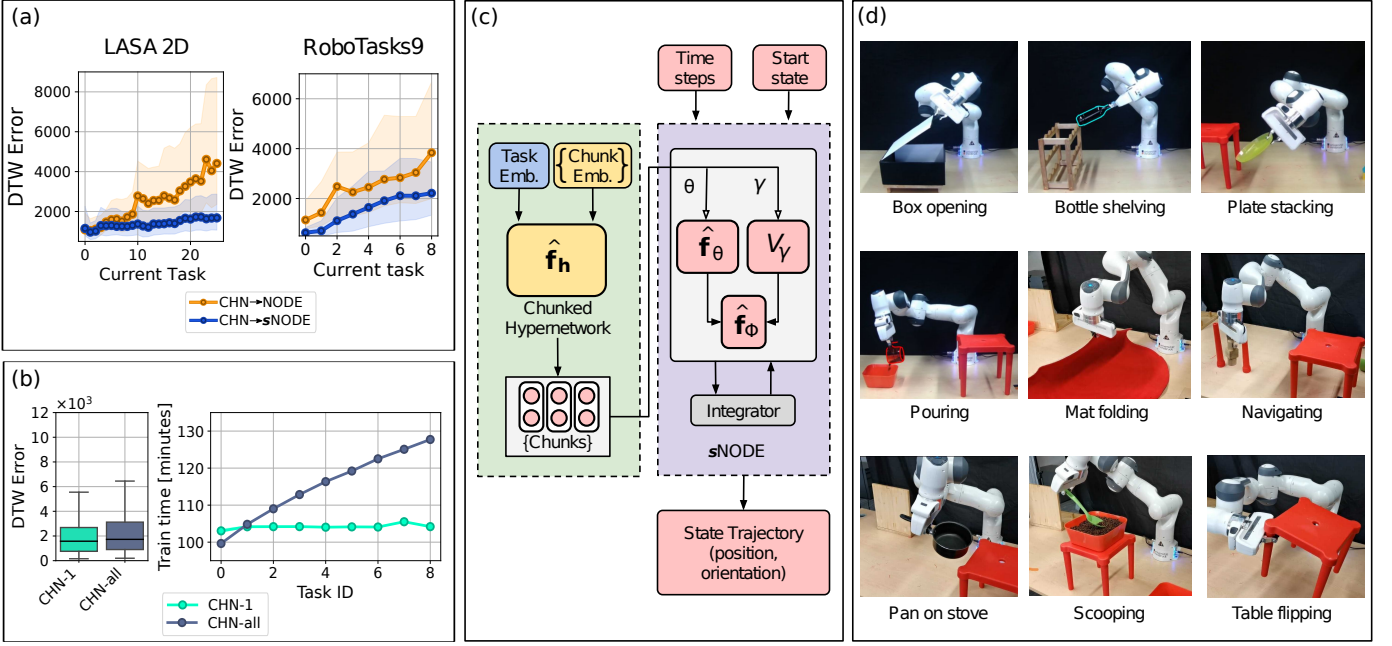 (a)
LASA 2D
RoboTasks9
DTW Error
8000
6000
4000
2000
0
10
20
Current Task
DTW Error
6000
4000
2000
0
2
4
6
8
Current task
CHN→NODE
CHN→sNODE
(b)
×10³
DTW Error
12
10
8
6
4
2
0
CHN-1
CHN-all
Train time [minutes]
130
120
110
100
0
2
4
6
8
Task ID
CHN-1
CHN-all
(c)
Time
steps
Start
state
Task
Emb.
{Chunk
Emb.}
f̂h
Chunked
Hypernetwork
{Chunks}
θ
γ
f̂θ
Vγ
f̂Φ
Integrator
sNODE
State Trajectory
(position,
orientation)
(d)
Box opening
Bottle shelving
Plate stacking
Pouring
Mat folding
Navigating
Pan on stove
Scooping
Table flipping